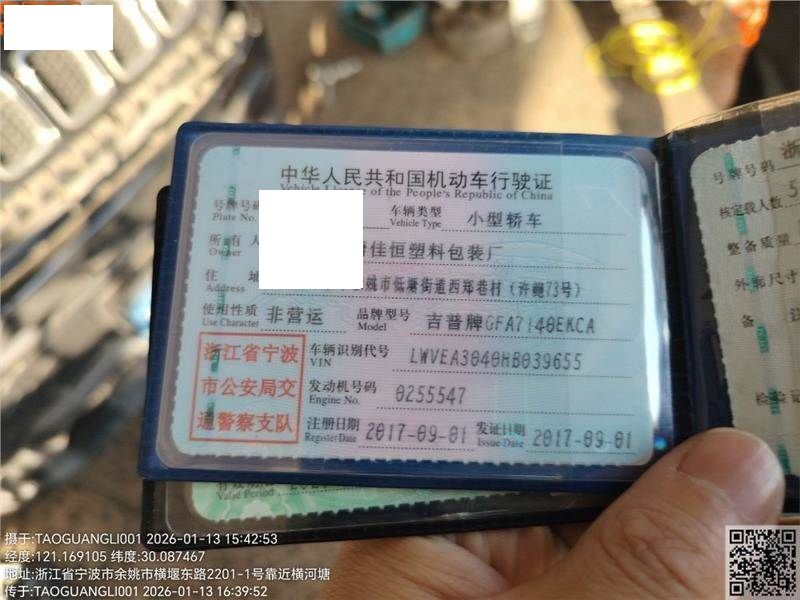 中华人民共和国机动车行驶证
Vehicle License of the People's Republic of China
号牌号码
Plate No.
车辆类型
Vehicle Type
小型轿车
所有人
Owner
佳恒塑料包装厂
住 址
Address
姚市低塘街道西郑巷村（许绳73号）
使用性质
Use Character
非营运
品牌型号
Model
吉普牌GFA7140EKCA
浙江省宁波
市公安局交
通警察支队
车辆识别代号
VIN
LWVEA3040HB039655
发动机号码
Engine No.
0255547
注册日期
Register Date
2017-09-01
发证日期
Issue Date
2017-09-01
Valid Period
号牌号码
浙
核定载人数
5
整备质量
外廓尺寸
备
检验
摄于:TAOGUANGLI001 2026-01-13 15:42:53
经度:121.169105 纬度:30.087467
地址:浙江省宁波市余姚市横堰东路2201-1号靠近横河塘
传于:TAOGUANGLI001 2026-01-13 16:39:52